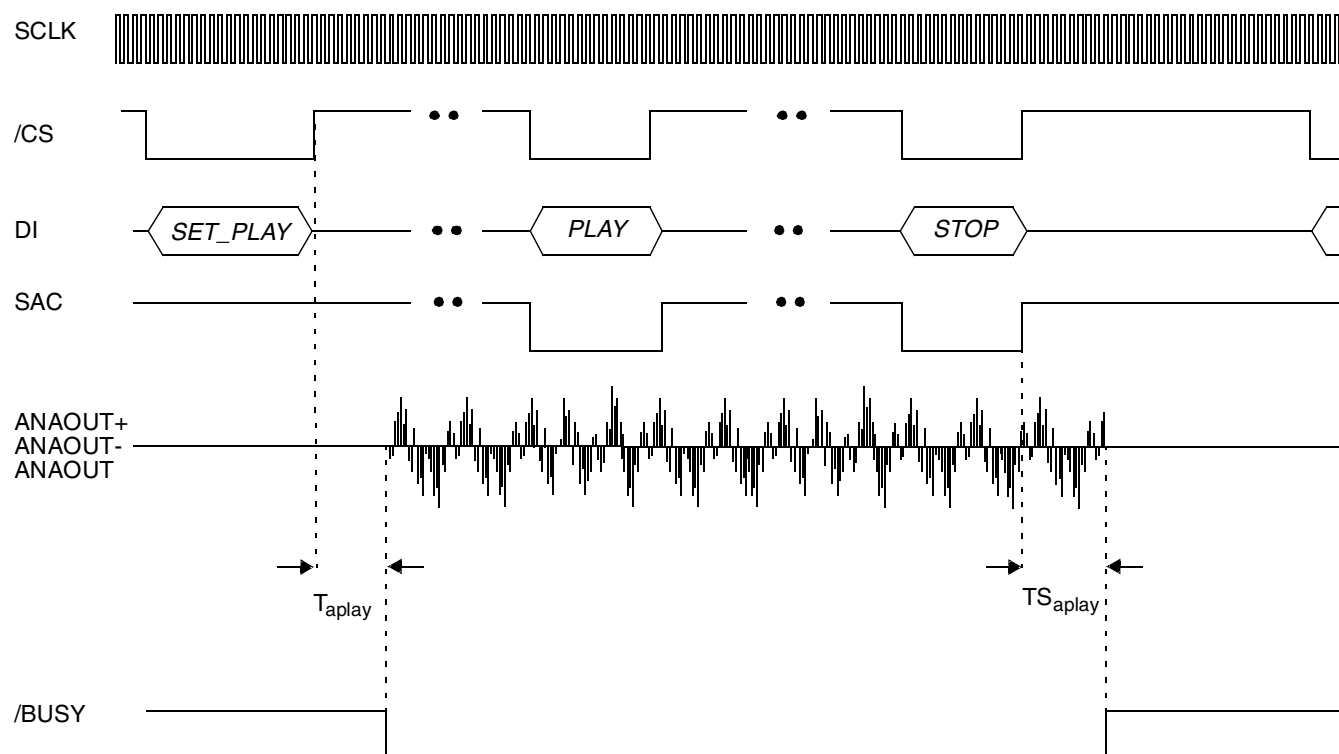 SCLK
/CS
DI
SET_PLAY
PLAY
STOP
SAC
ANAOUT+
ANAOUT-
ANAOUT
Taplay
TSaplay
/BUSY